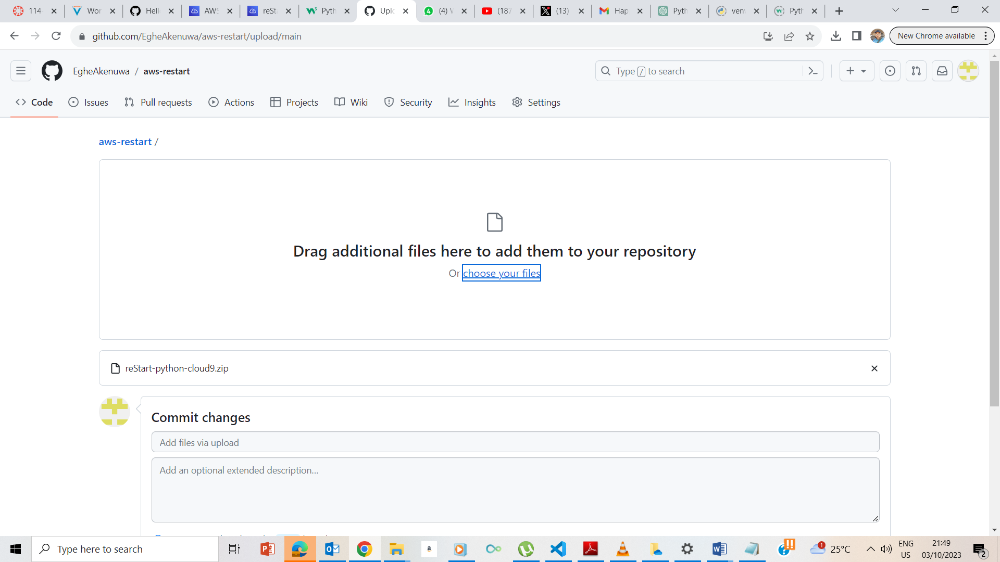 114-
Wor
Hell
AWS
reSt
Pyth
Uplo
(4) W
(187
(13)
Hap
Pyth
venv
Pyth
github.com/EgheAkenuwa/aws-restart/upload/main
New Chrome available
EgheAkenuwa / aws-restart
Type / to search
Code
Issues
Pull requests
Actions
Projects
Wiki
Security
Insights
Settings
aws-restart /
Drag additional files here to add them to your repository
Or choose your files
reStart-python-cloud9.zip
Commit changes
Add files via upload
Add an optional extended description...
Type here to search
a
1
25°C
ENG
US
21:49
03/10/2023
2